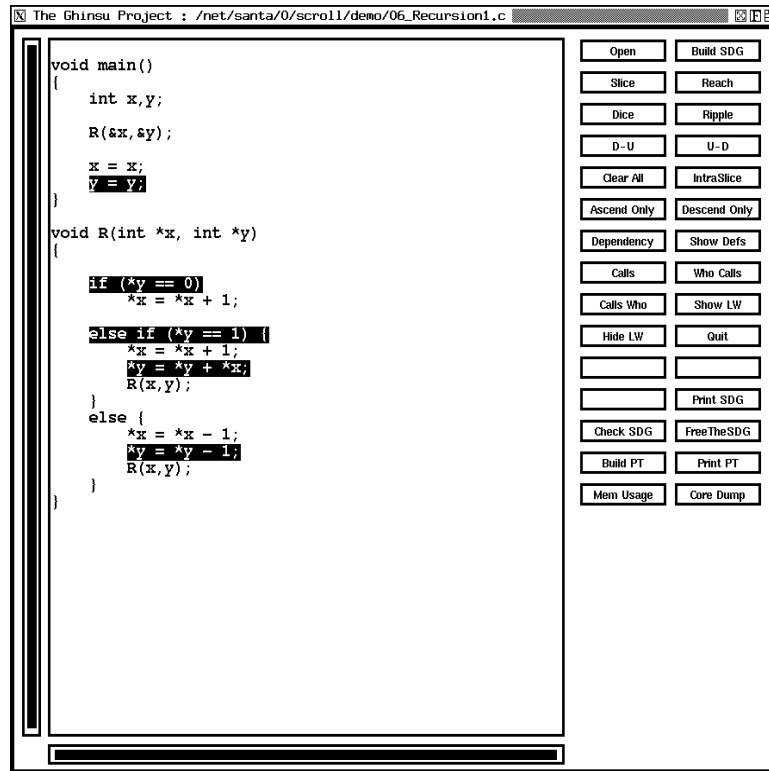 The Ghinsu Project : /net/santa/0/scroll/demo/06_Recursion1.c
void main()
{
    int x,y;
    R(&x,&y);
    x = x;
    y = y;
}
void R(int *x, int *y)
{
    if (*y == 0)
        *x = *x + 1;
    else if (*y == 1) {
        *x = *x + 1;
        *y = *y + *x;
        R(x,y);
    }
    else {
        *x = *x - 1;
        *y = *y - 1;
        R(x,y);
    }
}
Open Build SDG
Slice Reach
Dice Ripple
D-U U-D
Clear All IntraSlice
Ascend Only Descend Only
Dependency Show Defs
Calls Who Calls
Calls Who Show LW
Hide LW Quit
Print SDG
Check SDG FreeTheSDG
Build PT Print PT
Mem Usage Core Dump